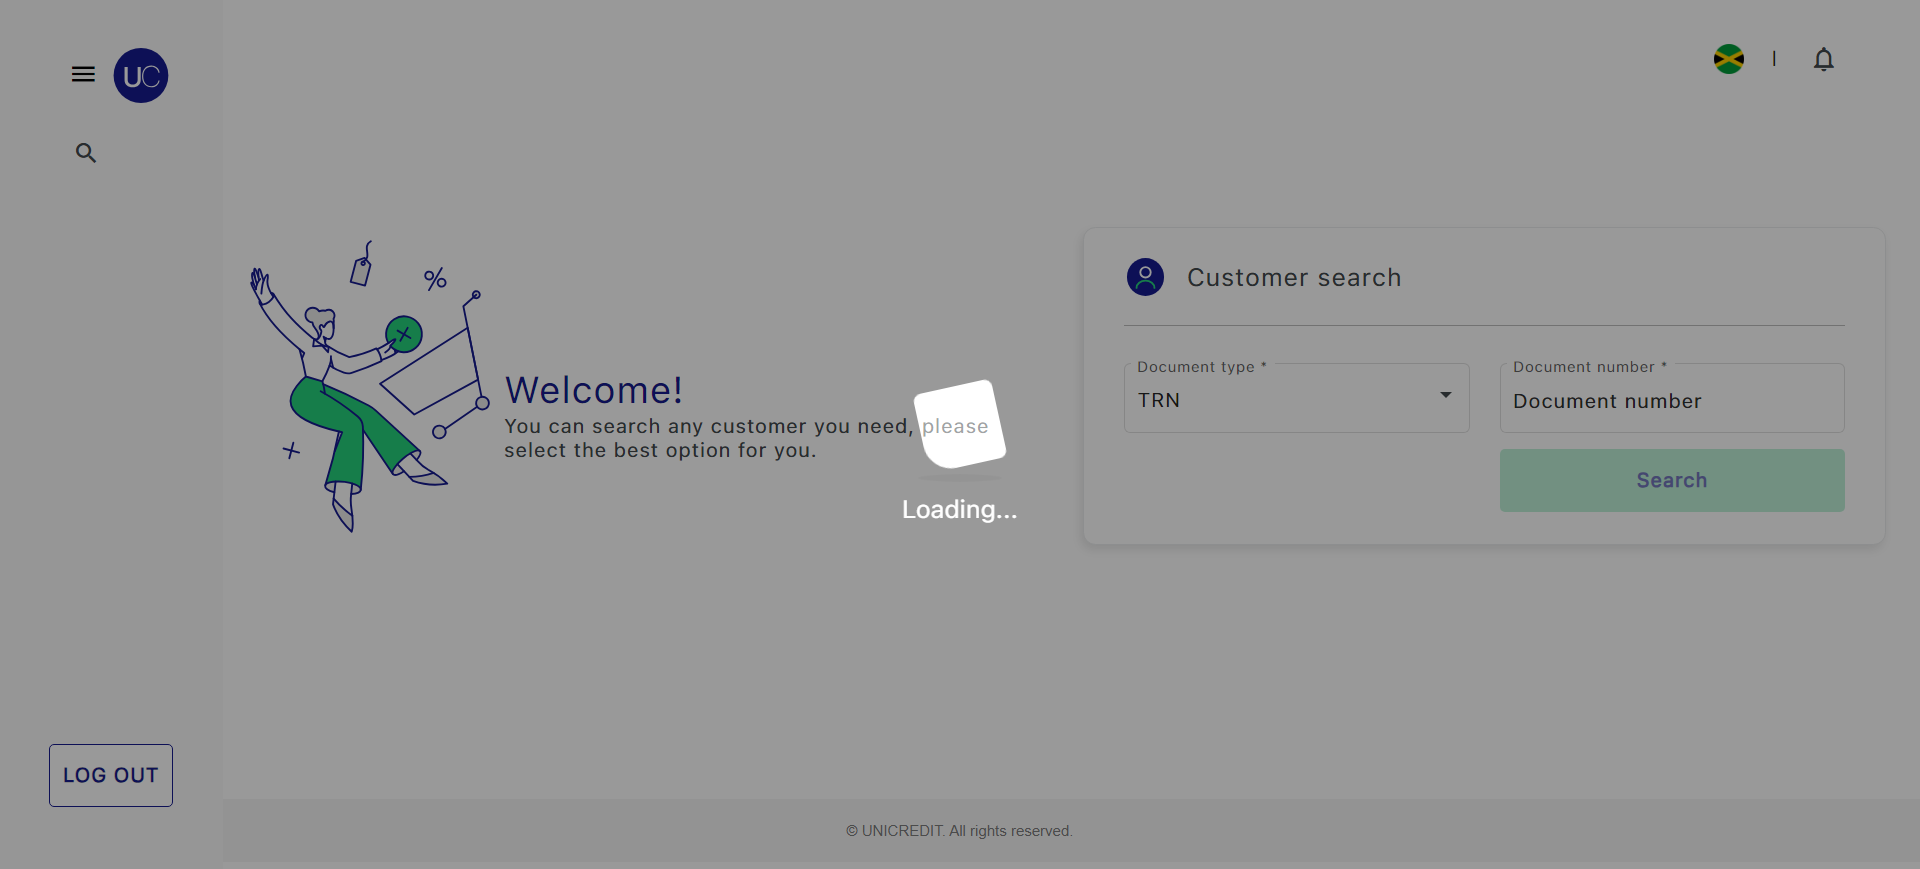 UC
Customer search
Document type *
TRN
Document number *
Document number
Search
Welcome!
You can search any customer you need, please
select the best option for you.
Loading...
LOG OUT
© UNICREDIT. All rights reserved.